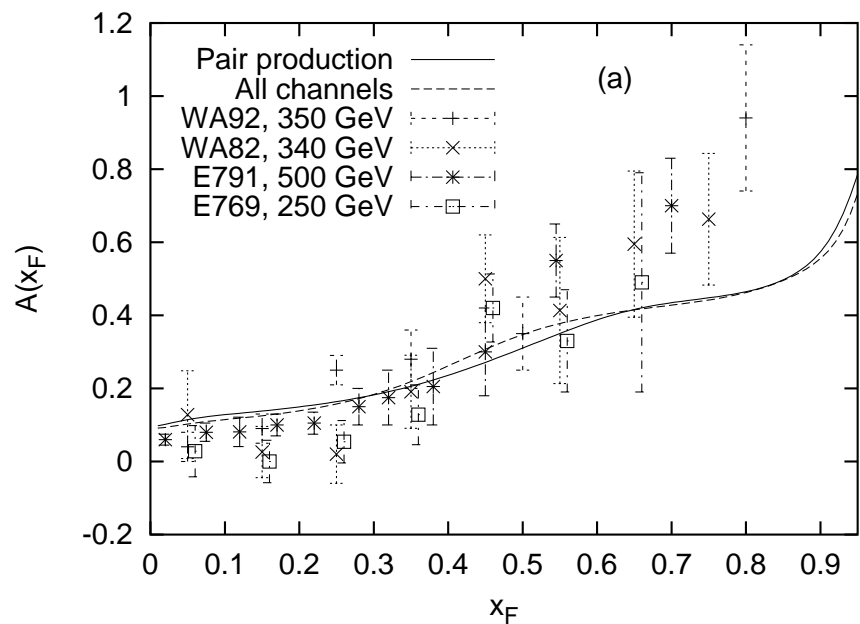 1.2
1
0.8
0.6
0.4
0.2
0
-0.2
A(x_F)
Pair production
All channels
WA92, 350 GeV
WA82, 340 GeV
E791, 500 GeV
E769, 250 GeV
(a)
0 0.1 0.2 0.3 0.4 0.5 0.6 0.7 0.8 0.9
x_F